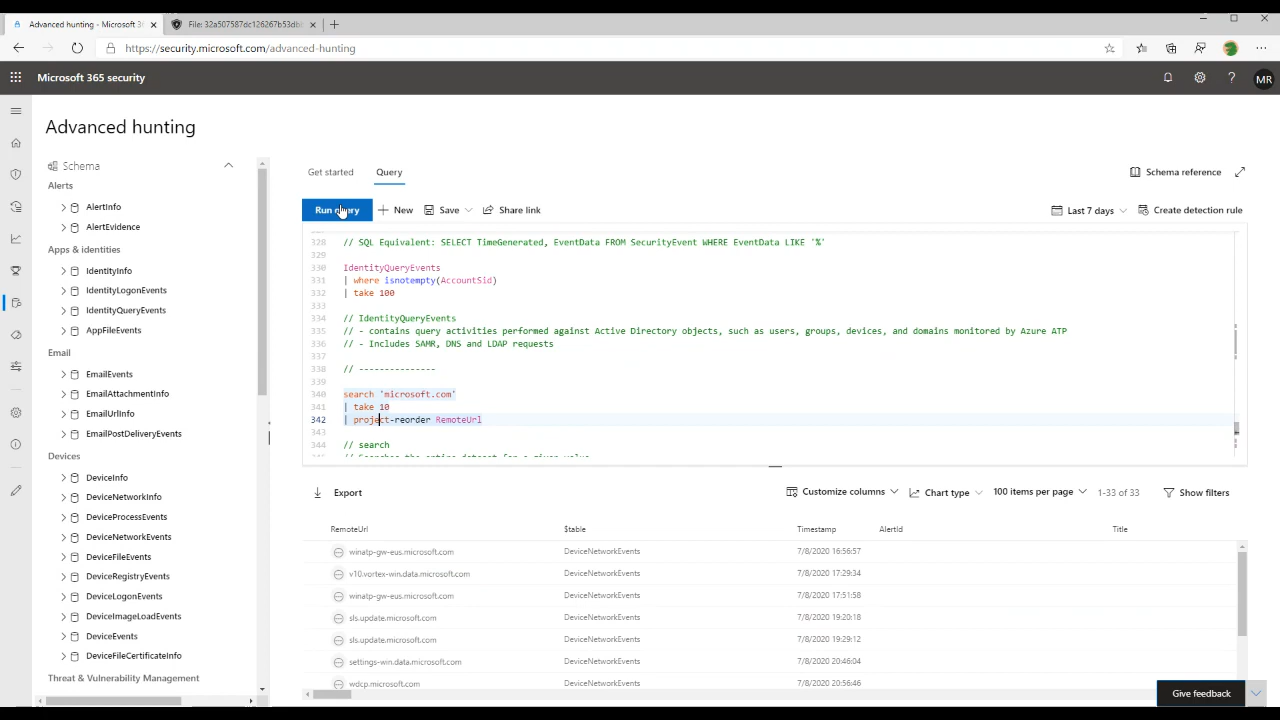 Advanced hunting - Microsoft 36
File: 32a507587dc126267b53dbb
https://security.microsoft.com/advanced-hunting
Microsoft 365 security
MR
Advanced hunting
Schema
Alerts
AlertInfo
AlertEvidence
Apps & identities
IdentityInfo
IdentityLogonEvents
IdentityQueryEvents
AppFileEvents
Email
EmailEvents
EmailAttachmentInfo
EmailUrlInfo
EmailPostDeliveryEvents
Devices
DeviceInfo
DeviceNetworkInfo
DeviceProcessEvents
DeviceNetworkEvents
DeviceFileEvents
DeviceRegistryEvents
DeviceLogonEvents
DeviceImageLoadEvents
DeviceEvents
DeviceFileCertificateInfo
Threat & Vulnerability Management
Get started Query
Schema reference
Run query New Save Share link
Last 7 days Create detection rule
328 // SQL Equivalent: SELECT TimeGenerated, EventData FROM SecurityEvent WHERE EventData LIKE '%'
329
330 IdentityQueryEvents
331 | where isnotempty(AccountSid)
332 | take 100
333
334 // IdentityQueryEvents
335 // - contains query activities performed against Active Directory objects, such as users, groups, devices, and domains monitored by Azure ATP
336 // - Includes SAMR, DNS and LDAP requests
337
338 // ---------------
339
340 search 'microsoft.com'
341 | take 10
342 | project-reorder RemoteUrl
343
344 // search
345 // Searches the entire dataset for a given value
Export
Customize columns Chart type 100 items per page 1-33 of 33 Show filters
RemoteUrl $table Timestamp AlertId Title
winatp-gw-eus.microsoft.com DeviceNetworkEvents 7/8/2020 16:56:57
v10.vortex-win.data.microsoft.com DeviceNetworkEvents 7/8/2020 17:29:34
winatp-gw-eus.microsoft.com DeviceNetworkEvents 7/8/2020 17:51:58
sls.update.microsoft.com DeviceNetworkEvents 7/8/2020 19:20:18
sls.update.microsoft.com DeviceNetworkEvents 7/8/2020 19:29:12
settings-win.data.microsoft.com DeviceNetworkEvents 7/8/2020 20:46:04
wdcp.microsoft.com DeviceNetworkEvents 7/8/2020 20:56:46
Give feedback